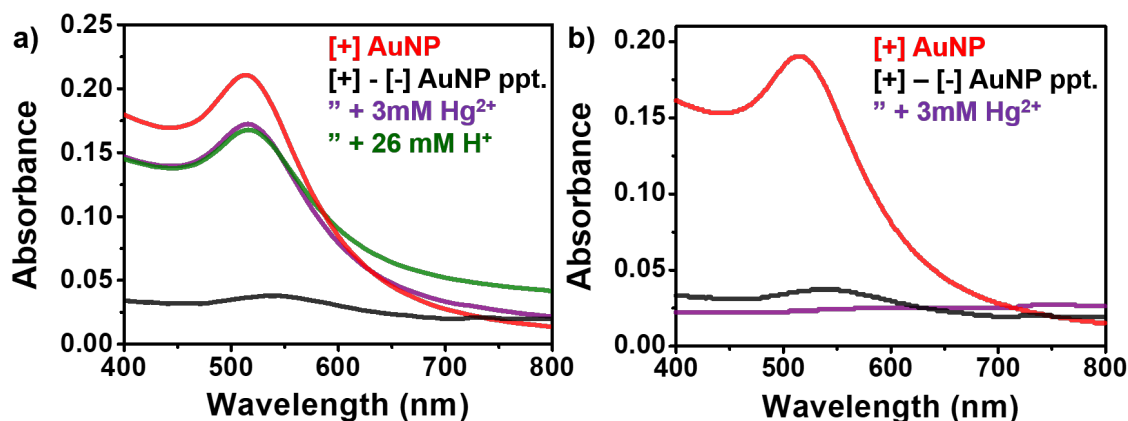 a)
[+] AuNP
[+] - [-] AuNP ppt.
” + 3mM Hg²⁺
” + 26 mM H⁺
0.25
0.20
0.15
0.10
0.05
0.00
Absorbance
400 500 600 700 800
Wavelength (nm)
b)
[+] AuNP
[+] – [-] AuNP ppt.
” + 3mM Hg²⁺
0.20
0.15
0.10
0.05
0.00
Absorbance
400 500 600 700 800
Wavelength (nm)